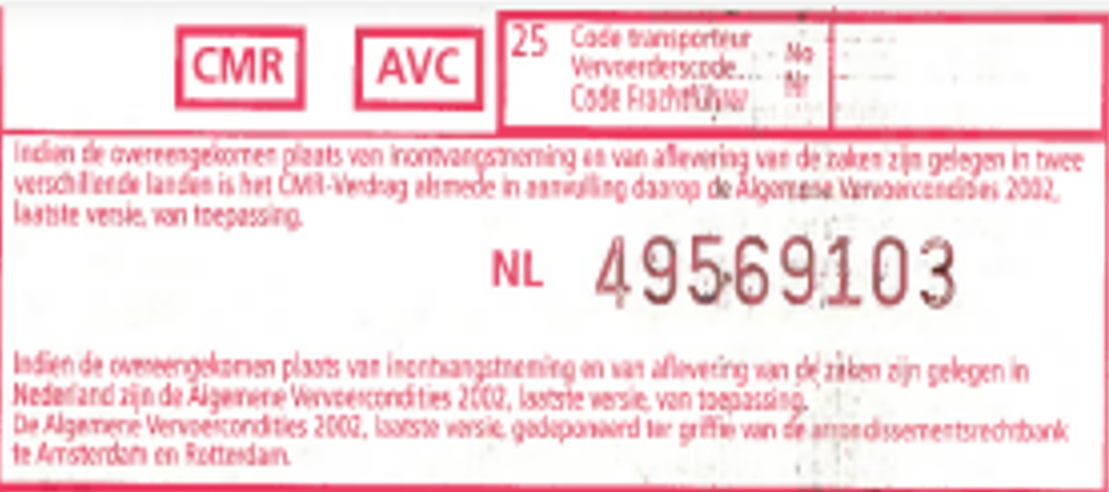 CMR AVC 25 Code transporteur No
Vervoerderscode Nr
Code Frachtführer
Indien de overeengekomen plaats van inontvangstneming en van aflevering van de zaken zijn gelegen in twee
verschillende landen is het CMR-Verdrag alsmede in aanvulling daarop de Algemene Vervoercondities 2002,
laatste versie, van toepassing.
NL 49569103
Indien de overeengekomen plaats van inontvangstneming en van aflevering van de zaken zijn gelegen in
Nederland zijn de Algemene Vervoercondities 2002, laatste versie, van toepassing.
De Algemene Vervoercondities 2002, laatste versie, gedeponeerd ter griffie van de arrondissementsrechtbank
te Amsterdam en Rotterdam.